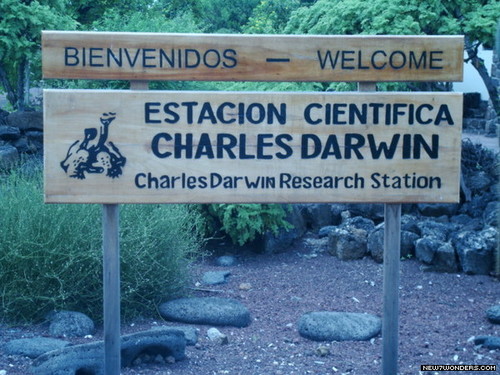 BIENVENIDOS — WELCOME
ESTACION CIENTIFICA
CHARLES DARWIN
Charles Darwin Research Station
NEW7WONDERS.COM